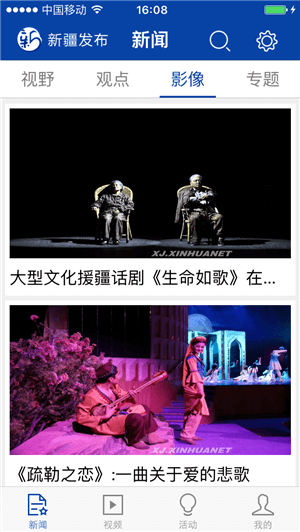 中国移动
16:08
新疆发布
新闻
视野
观点
影像
专题
XJ.XINHUANET
大型文化援疆话剧《生命如歌》在...
XJ.XINHUANET
《疏勒之恋》:一曲关于爱的悲歌
新闻
视频
活动
我的